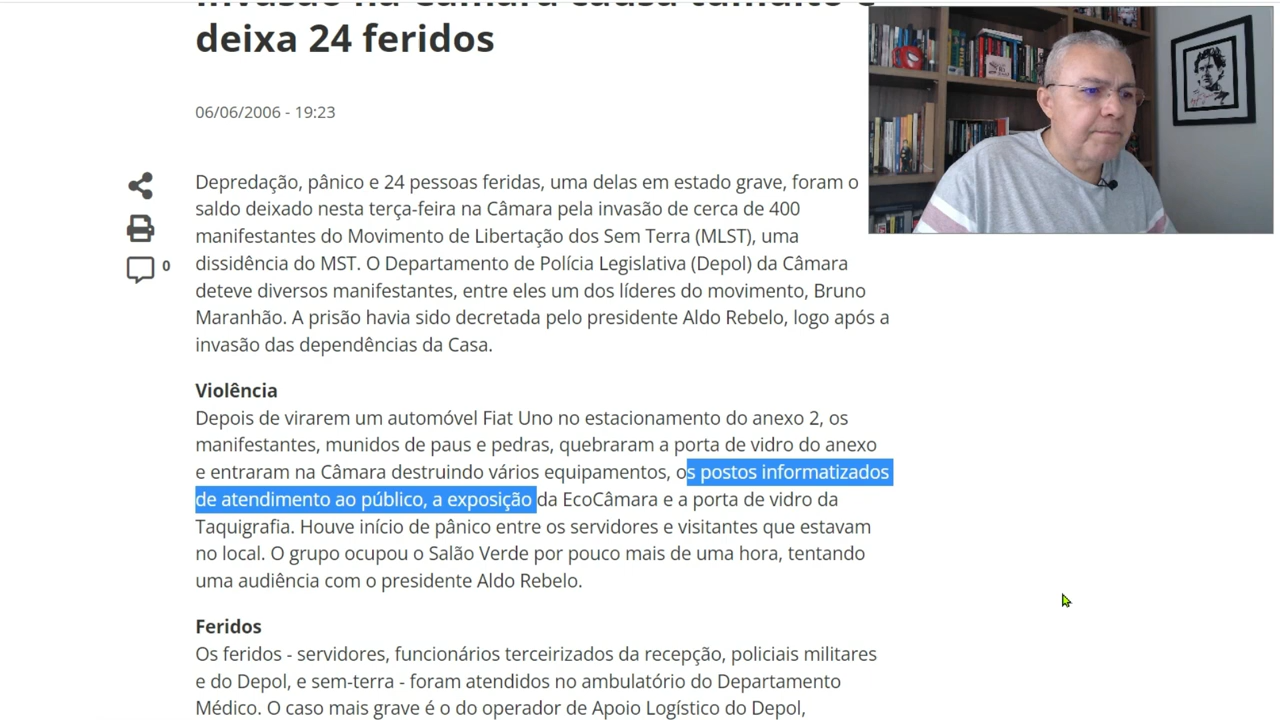 Invasão na Câmara causa tumulto e
deixa 24 feridos
06/06/2006 - 19:23
Depredação, pânico e 24 pessoas feridas, uma delas em estado grave, foram o
saldo deixado nesta terça-feira na Câmara pela invasão de cerca de 400
manifestantes do Movimento de Libertação dos Sem Terra (MLST), uma
dissidência do MST. O Departamento de Polícia Legislativa (Depol) da Câmara
0
deteve diversos manifestantes, entre eles um dos líderes do movimento, Bruno
Maranhão. A prisão havia sido decretada pelo presidente Aldo Rebelo, logo após a
invasão das dependências da Casa.
Violência
Depois de virarem um automóvel Fiat Uno no estacionamento do anexo 2, os
manifestantes, munidos de paus e pedras, quebraram a porta de vidro do anexo
e entraram na Câmara destruindo vários equipamentos, os postos informatizados
de atendimento ao público, a exposição da EcoCâmara e a porta de vidro da
Taquigrafia. Houve início de pânico entre os servidores e visitantes que estavam
no local. O grupo ocupou o Salão Verde por pouco mais de uma hora, tentando
uma audiência com o presidente Aldo Rebelo.
Feridos
Os feridos - servidores, funcionários terceirizados da recepção, policiais militares
e do Depol, e sem-terra - foram atendidos no ambulatório do Departamento
Médico. O caso mais grave é o do operador de Apoio Logístico do Depol,